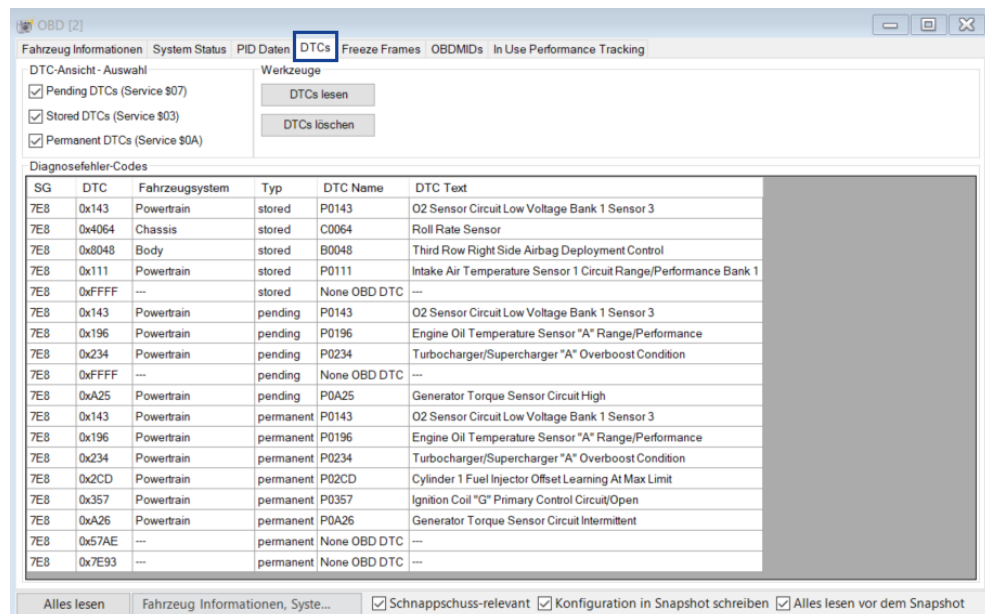 OBD [2]
Fahrzeug Informationen System Status PID Daten DTCs Freeze Frames OBDMIDs In Use Performance Tracking
DTC-Ansicht - Auswahl
Pending DTCs (Service $07)
Stored DTCs (Service $03)
Permanent DTCs (Service $0A)
Werkzeuge
DTCs lesen
DTCs löschen
Diagnosefehler-Codes
SG DTC Fahrzeugsystem Typ DTC Name DTC Text
7E8 0x143 Powertrain stored P0143 O2 Sensor Circuit Low Voltage Bank 1 Sensor 3
7E8 0x4064 Chassis stored C0064 Roll Rate Sensor
7E8 0x8048 Body stored B0048 Third Row Right Side Airbag Deployment Control
7E8 0x111 Powertrain stored P0111 Intake Air Temperature Sensor 1 Circuit Range/Performance Bank 1
7E8 0xFFFF --- stored None OBD DTC ---
7E8 0x143 Powertrain pending P0143 O2 Sensor Circuit Low Voltage Bank 1 Sensor 3
7E8 0x196 Powertrain pending P0196 Engine Oil Temperature Sensor "A" Range/Performance
7E8 0x234 Powertrain pending P0234 Turbocharger/Supercharger "A" Overboost Condition
7E8 0xFFFF --- pending None OBD DTC ---
7E8 0xA25 Powertrain pending P0A25 Generator Torque Sensor Circuit High
7E8 0x143 Powertrain permanent P0143 O2 Sensor Circuit Low Voltage Bank 1 Sensor 3
7E8 0x196 Powertrain permanent P0196 Engine Oil Temperature Sensor "A" Range/Performance
7E8 0x234 Powertrain permanent P0234 Turbocharger/Supercharger "A" Overboost Condition
7E8 0x2CD Powertrain permanent P02CD Cylinder 1 Fuel Injector Offset Learning At Max Limit
7E8 0x357 Powertrain permanent P0357 Ignition Coil "G" Primary Control Circuit/Open
7E8 0xA26 Powertrain permanent P0A26 Generator Torque Sensor Circuit Intermittent
7E8 0x57AE --- permanent None OBD DTC ---
7E8 0x7E93 --- permanent None OBD DTC ---
Alles lesen Fahrzeug Informationen, Syste... Schnappschuss-relevant Konfiguration in Snapshot schreiben Alles lesen vor dem Snapshot